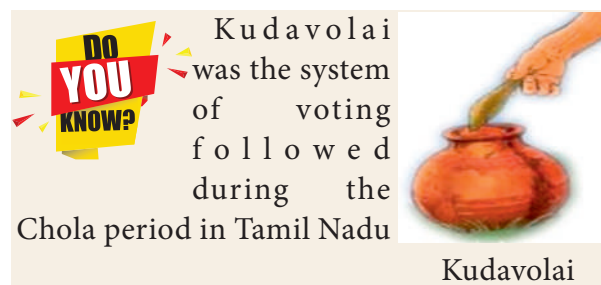 DO
YOU
KNOW?
Kudavolai
was the system
of voting
followed
during the
Chola period in Tamil Nadu
Kudavolai